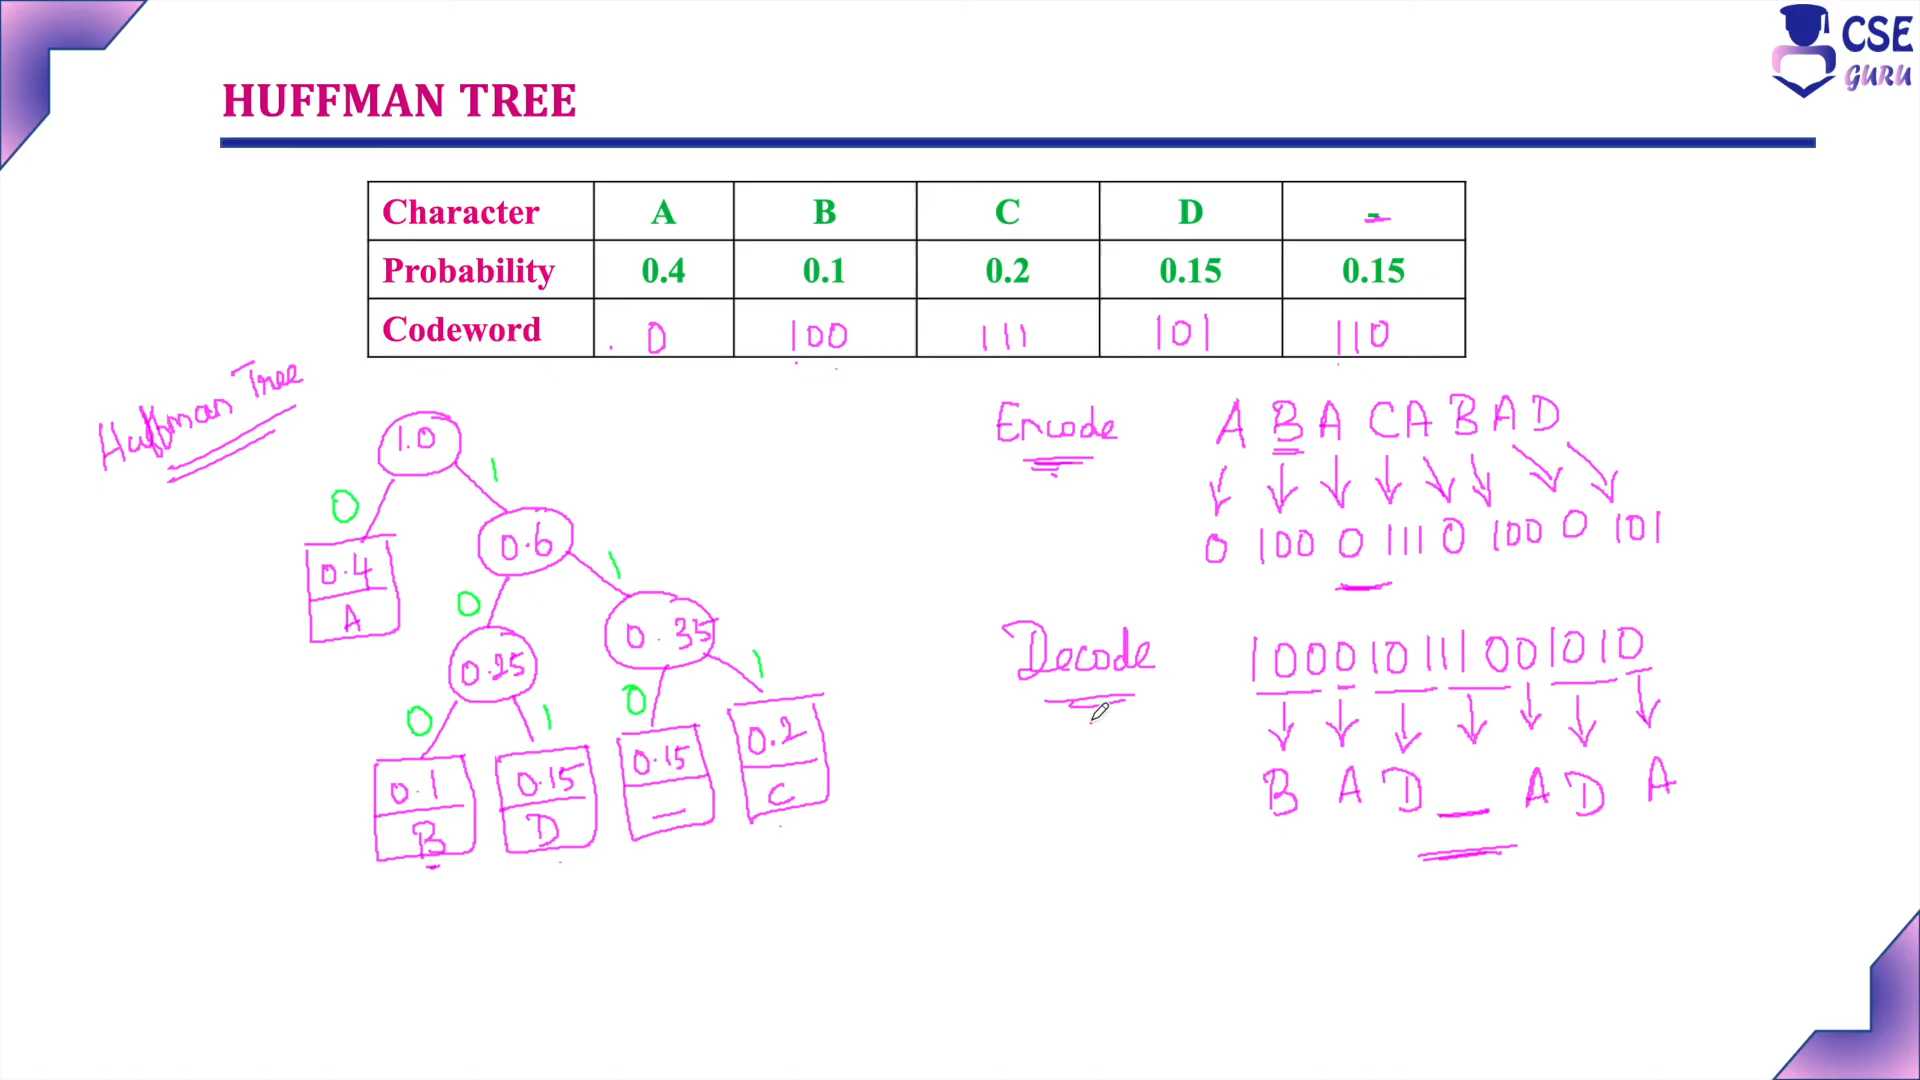 CSE
GURU
HUFFMAN TREE
Character A B C D -
Probability 0.4 0.1 0.2 0.15 0.15
Codeword 0 100 111 101 110
Huffman Tree
1.0
0 1
0.4
A
0.6
0 1
0.25
0.35
0 1 0 1
0.1
B
0.15
D
0.15
-
0.2
C
Encode A B A C A B A D
0 100 0 111 0 100 0 101
Decode 1000101111001010
B A D _ A D A